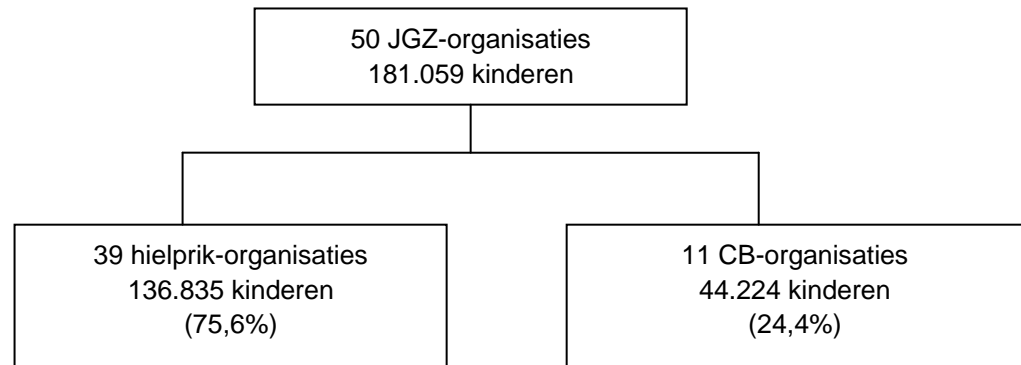 50 JGZ-organisaties
181.059 kinderen
39 hielprik-organisaties
136.835 kinderen
(75,6%)
11 CB-organisaties
44.224 kinderen
(24,4%)